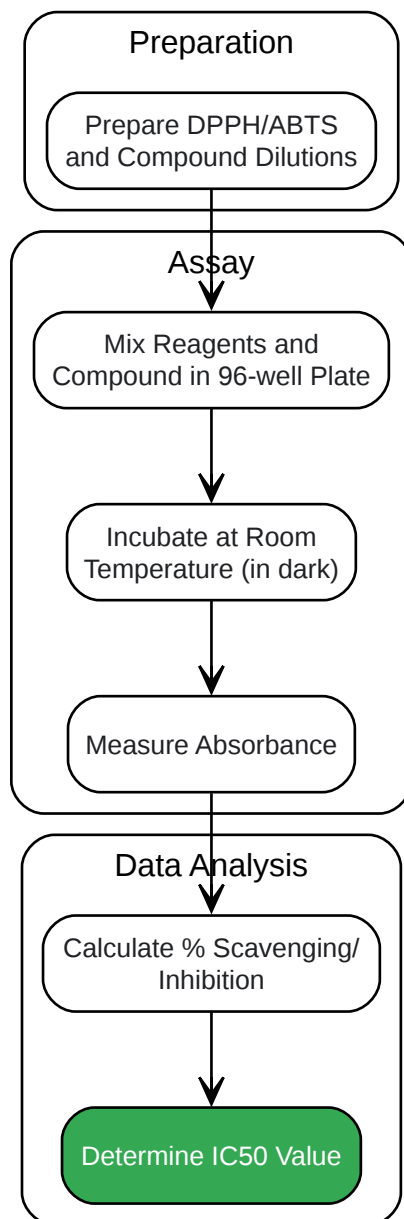 Preparation
Prepare DPPH/ABTS
and Compound Dilutions
Assay
Mix Reagents and
Compound in 96-well Plate
Incubate at Room
Temperature (in dark)
Measure Absorbance
Data Analysis
Calculate % Scavenging/
Inhibition
Determine IC50 Value